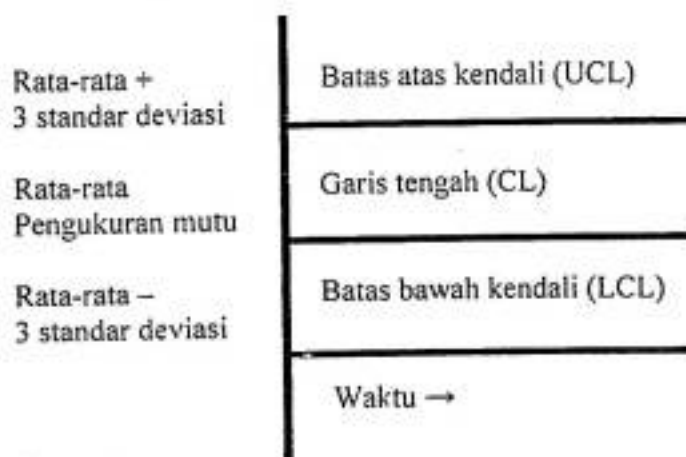 Rata-rata +
3 standar deviasi
Batas atas kendali (UCL)
Rata-rata
Pengukuran mutu
Garis tengah (CL)
Rata-rata –
3 standar deviasi
Batas bawah kendali (LCL)
Waktu →